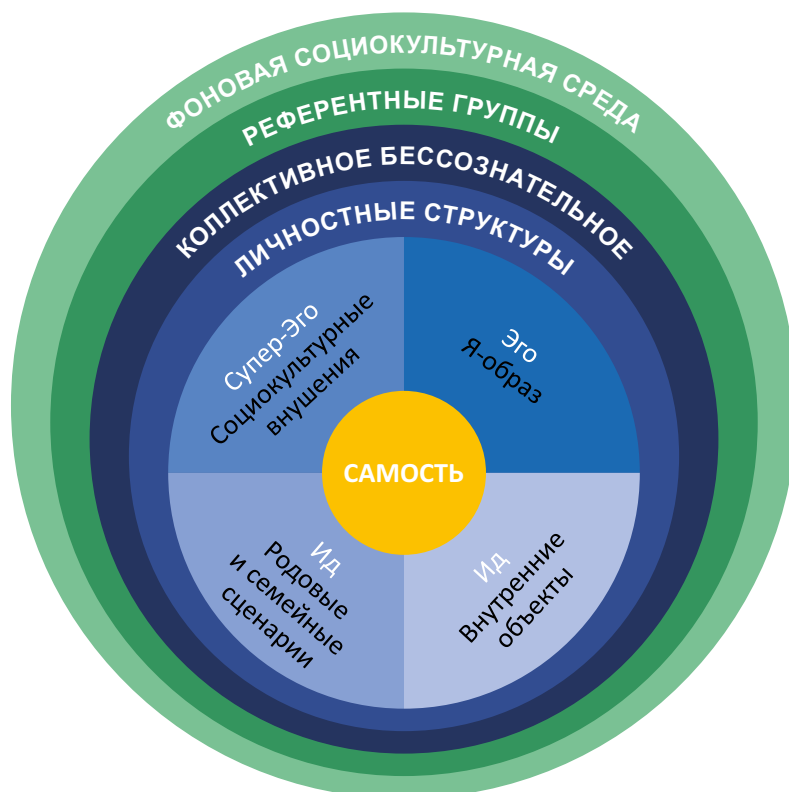 ФОНОВАЯ СОЦИОКУЛЬТУРНАЯ СРЕДА
РЕФЕРЕНТНЫЕ ГРУППЫ
КОЛЛЕКТИВНОЕ БЕССОЗНАТЕЛЬНОЕ
ЛИЧНОСТНЫЕ СТРУКТУРЫ
Супер-Эго
Социокультурные
внушения
Эго
Я-образ
САМОСТЬ
Ид
Родовые
и семейные
сценарии
Ид
Внутренние
объекты